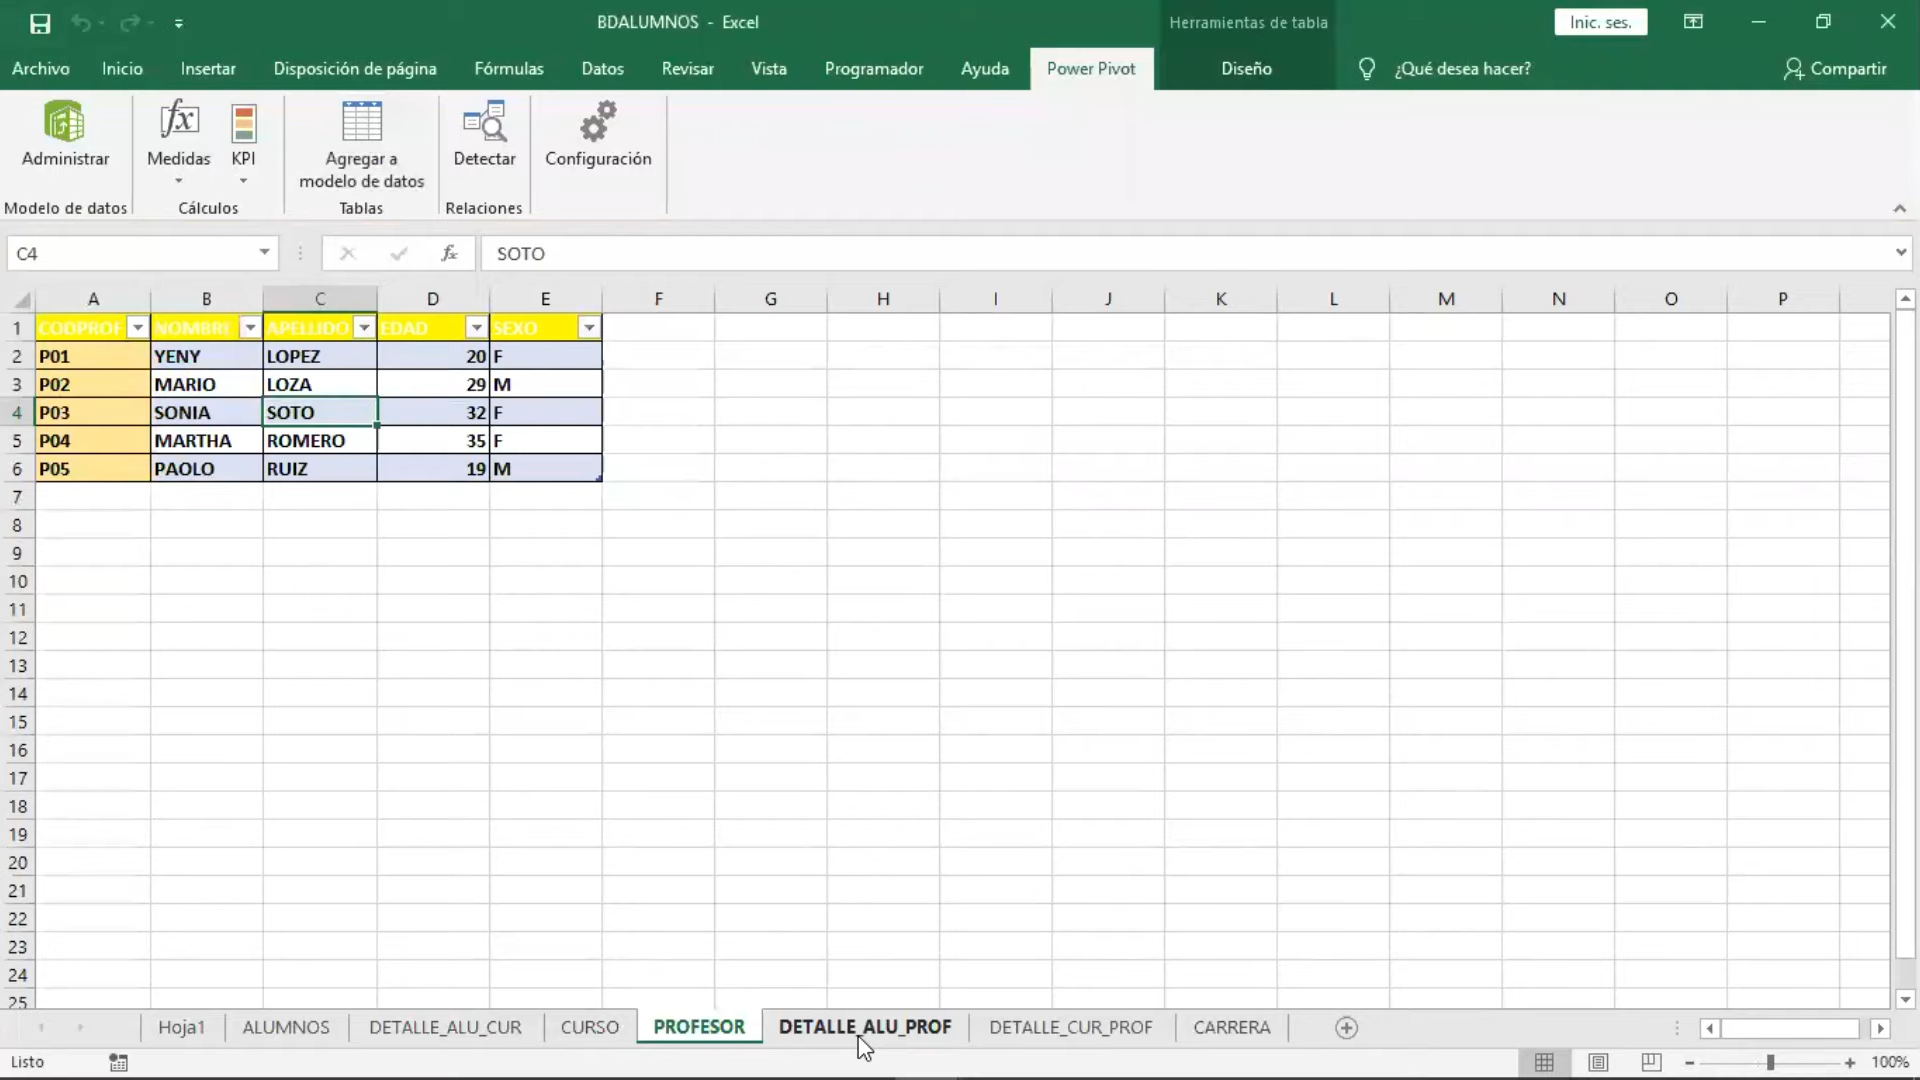 BDALUMNOS - Excel
Herramientas de tabla
Inic. ses.
Archivo Inicio Insertar Disposición de página Fórmulas Datos Revisar Vista Programador Ayuda Power Pivot Diseño ¿Qué desea hacer? Compartir
Administrar
Medidas
KPI
Agregar a
modelo de datos
Detectar
Configuración
Modelo de datos Cálculos Tablas Relaciones
C4 fx SOTO
A B C D E F G H I J K L M N O P
1 CODPROF NOMBRE APELLIDO EDAD SEXO
2 P01 YENY LOPEZ 20 F
3 P02 MARIO LOZA 29 M
4 P03 SONIA SOTO 32 F
5 P04 MARTHA ROMERO 35 F
6 P05 PAOLO RUIZ 19 M
7
8
9
10
11
12
13
14
15
16
17
18
19
20
21
22
23
24
25
Hoja1 ALUMNOS DETALLE_ALU_CUR CURSO PROFESOR DETALLE_ALU_PROF DETALLE_CUR_PROF CARRERA
Listo 100%